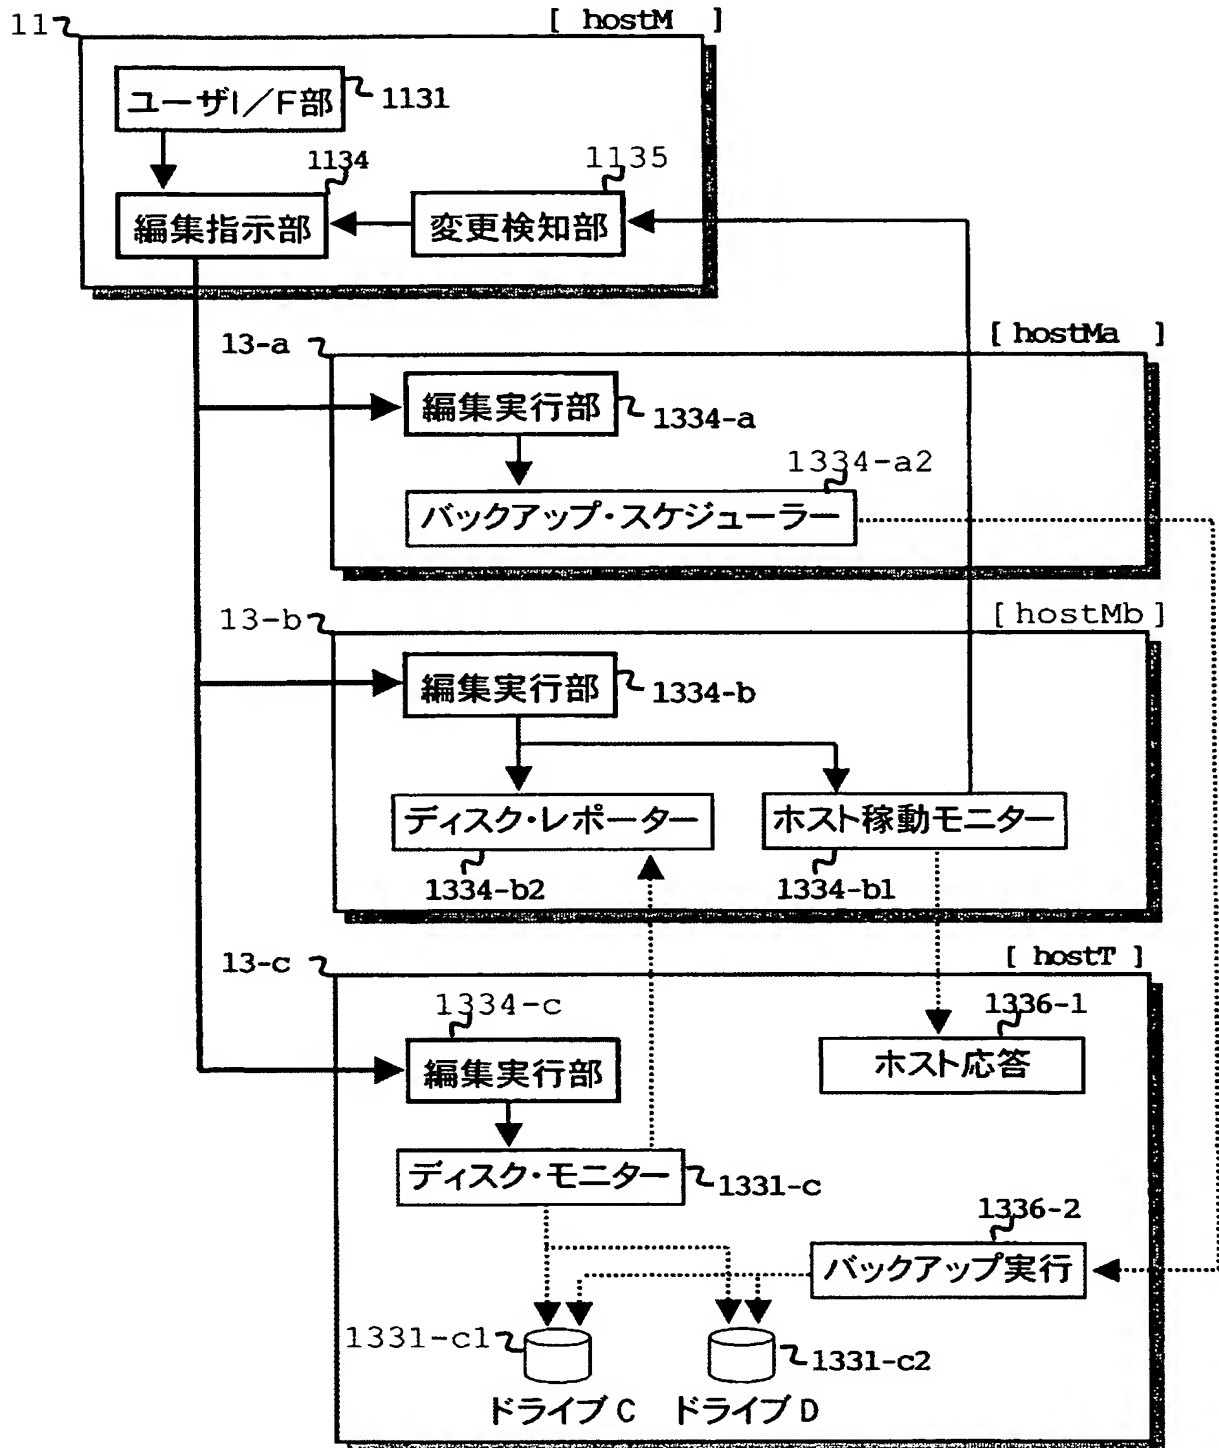 11
[ hostM ]
ユーザI/F部
1131
1134
1135
編集指示部
変更検知部
13-a
[ hostMa ]
編集実行部
1334-a
1334-a2
バックアップ・スケジューラー
13-b
[ hostMb ]
編集実行部
1334-b
ディスク・レポーター
ホスト稼動モニター
1334-b2
1334-b1
13-c
[ hostT ]
1334-c
1336-1
編集実行部
ホスト応答
ディスク・モニター
1331-c
1336-2
バックアップ実行
1331-c1
1331-c2
ドライブC
ドライブD